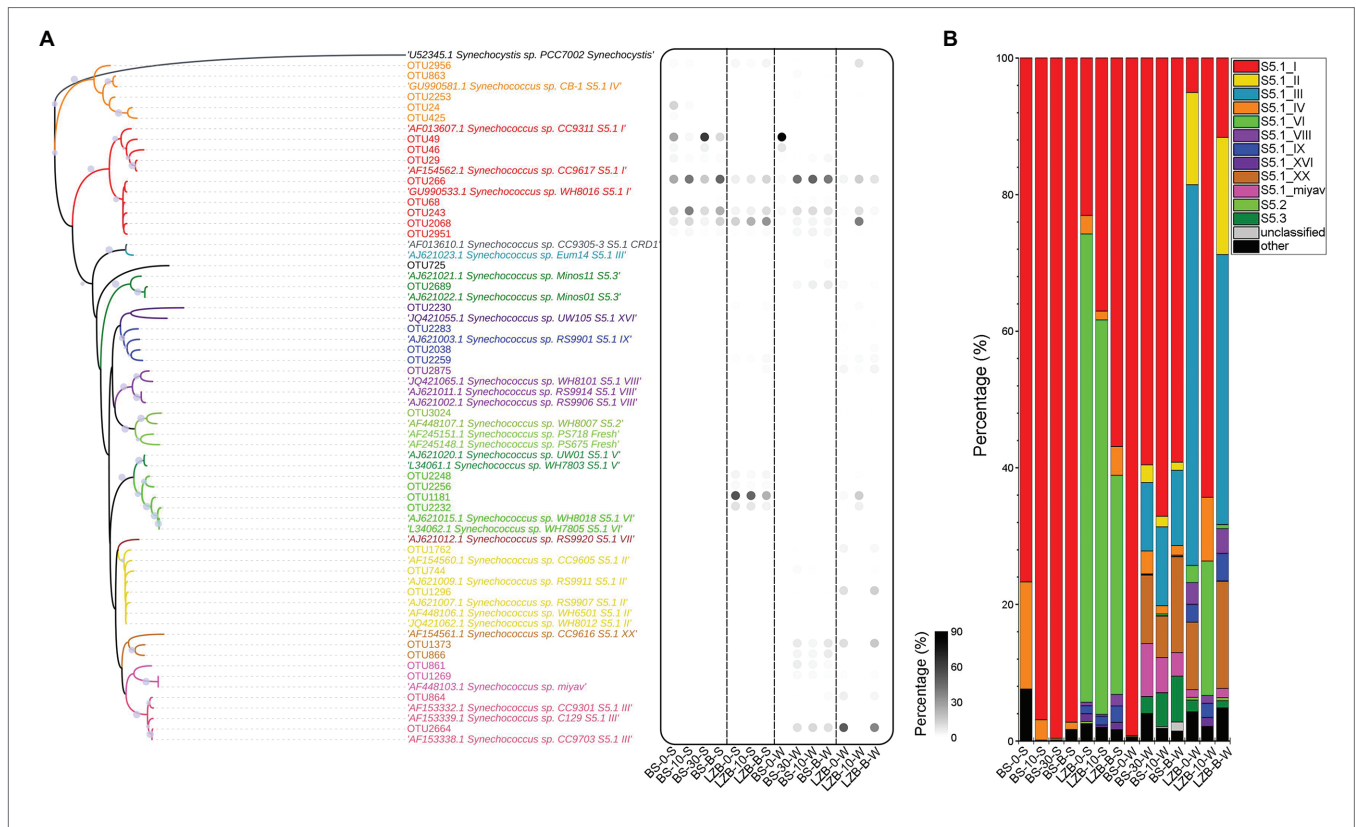 A
'U52345.1 Synechocystis sp. PCC7002 Synechocystis'
OTU2956
OTU863
'GU990581.1 Synechococcus sp. CB-1 S5.1 IV'
OTU2253
OTU24
OTU425
'AF013607.1 Synechococcus sp. CC9311 S5.1 I'
OTU49
OTU46
OTU29
'AF154562.1 Synechococcus sp. CC9617 S5.1 I'
OTU266
'GU990533.1 Synechococcus sp. WH8016 S5.1 I'
OTU68
OTU243
OTU2068
OTU2951
'AF013610.1 Synechococcus sp. CC9305-3 S5.1 CRD1'
'AJ621023.1 Synechococcus sp. Eum14 S5.1 III'
OTU725
'AJ621021.1 Synechococcus sp. Minos11 S5.3'
OTU2689
'AJ621022.1 Synechococcus sp. Minos01 S5.3'
OTU2230
'JQ421055.1 Synechococcus sp. UW105 S5.1 XVI'
OTU2283
'AJ621003.1 Synechococcus sp. RS9901 S5.1 IX'
OTU2038
OTU2259
OTU2875
'JQ421065.1 Synechococcus sp. WH8101 S5.1 VIII'
'AJ621011.1 Synechococcus sp. RS9914 S5.1 VIII'
'AJ621002.1 Synechococcus sp. RS9906 S5.1 VIII'
OTU3024
'AF448107.1 Synechococcus sp. WH8007 S5.2'
'AF245151.1 Synechococcus sp. PS718 Fresh'
'AF245148.1 Synechococcus sp. PS675 Fresh'
'AJ621020.1 Synechococcus sp. UW01 S5.1 V'
'L34061.1 Synechococcus sp. WH7803 S5.1 V'
OTU2248
OTU2256
OTU1181
OTU2232
'AJ621015.1 Synechococcus sp. WH8018 S5.1 VI'
'L34062.1 Synechococcus sp. WH7805 S5.1 VI'
'AJ621012.1 Synechococcus sp. RS9920 S5.1 VII'
OTU1762
'AF154560.1 Synechococcus sp. CC9605 S5.1 II'
OTU744
'AJ621009.1 Synechococcus sp. RS9911 S5.1 II'
OTU1296
'AJ621007.1 Synechococcus sp. RS9907 S5.1 II'
'AF448106.1 Synechococcus sp. WH6501 S5.1 II'
'JQ421062.1 Synechococcus sp. WH8012 S5.1 II'
'AF154561.1 Synechococcus sp. CC9616 S5.1 XX'
OTU1373
OTU866
OTU861
OTU1269
'AF448103.1 Synechococcus sp. miyav'
OTU864
'AF153332.1 Synechococcus sp. CC9301 S5.1 III'
'AF153339.1 Synechococcus sp. C129 S5.1 III'
OTU2664
'AF153338.1 Synechococcus sp. CC9703 S5.1 III'
BS-0-S
BS-10-S
BS-30-S
BS-B-S
LZB-0-S
LZB-10-S
LZB-B-S
BS-0-W
BS-30-W
BS-10-W
BS-B-W
LZB-0-W
LZB-10-W
LZB-B-W
Percentage (%)
90
60
30
0
B
Percentage (%)
100
80
60
40
20
0
BS-0-S
BS-10-S
BS-30-S
BS-B-S
LZB-0-S
LZB-10-S
LZB-B-S
BS-0-W
BS-30-W
BS-10-W
BS-B-W
LZB-0-W
LZB-10-W
LZB-B-W
S5.1_I
S5.1_II
S5.1_III
S5.1_IV
S5.1_VI
S5.1_VIII
S5.1_IX
S5.1_XVI
S5.1_XX
S5.1_miyav
S5.2
S5.3
unclassified
other